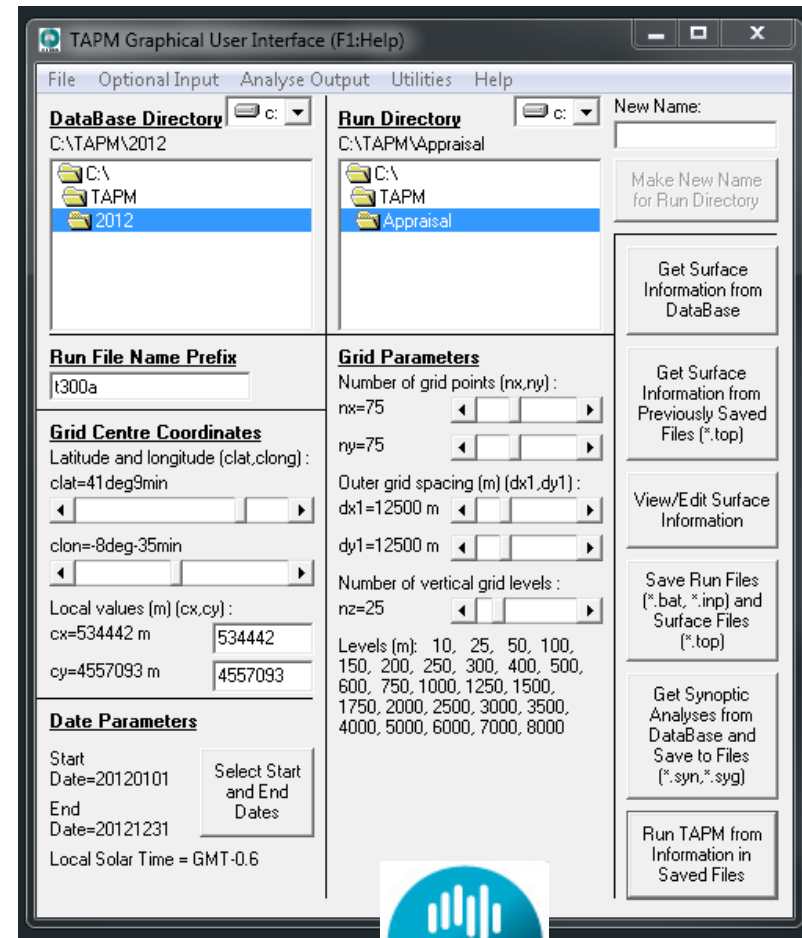 TAPM Graphical User Interface (F1:Help)
File Optional Input Analyse Output Utilities Help
DataBase Directory
c:
C:\TAPM\2012
C:\
TAPM
2012
Run Directory
c:
C:\TAPM\Appraisal
C:\
TAPM
Appraisal
New Name:
Make New Name
for Run Directory
Run File Name Prefix
t300a
Grid Centre Coordinates
Latitude and longitude (clat,clong) :
clat=41deg9min
clon=-8deg-35min
Local values (m) (cx,cy) :
cx=534442 m
534442
cy=4557093 m
4557093
Date Parameters
Start
Date=20120101
End
Date=20121231
Select Start
and End
Dates
Local Solar Time = GMT-0.6
Grid Parameters
Number of grid points (nx,ny) :
nx=75
ny=75
Outer grid spacing (m) (dx1,dy1) :
dx1=12500 m
dy1=12500 m
Number of vertical grid levels :
nz=25
Levels (m): 10, 25, 50, 100,
150, 200, 250, 300, 400, 500,
600, 750, 1000, 1250, 1500,
1750, 2000, 2500, 3000, 3500,
4000, 5000, 6000, 7000, 8000
Get Surface
Information from
DataBase
Get Surface
Information from
Previously Saved
Files (*.top)
View/Edit Surface
Information
Save Run Files
(*.bat, *.inp) and
Surface Files
(*.top)
Get Synoptic
Analyses from
DataBase and
Save to Files
(*.syn,*.syg)
Run TAPM from
Information in
Saved Files